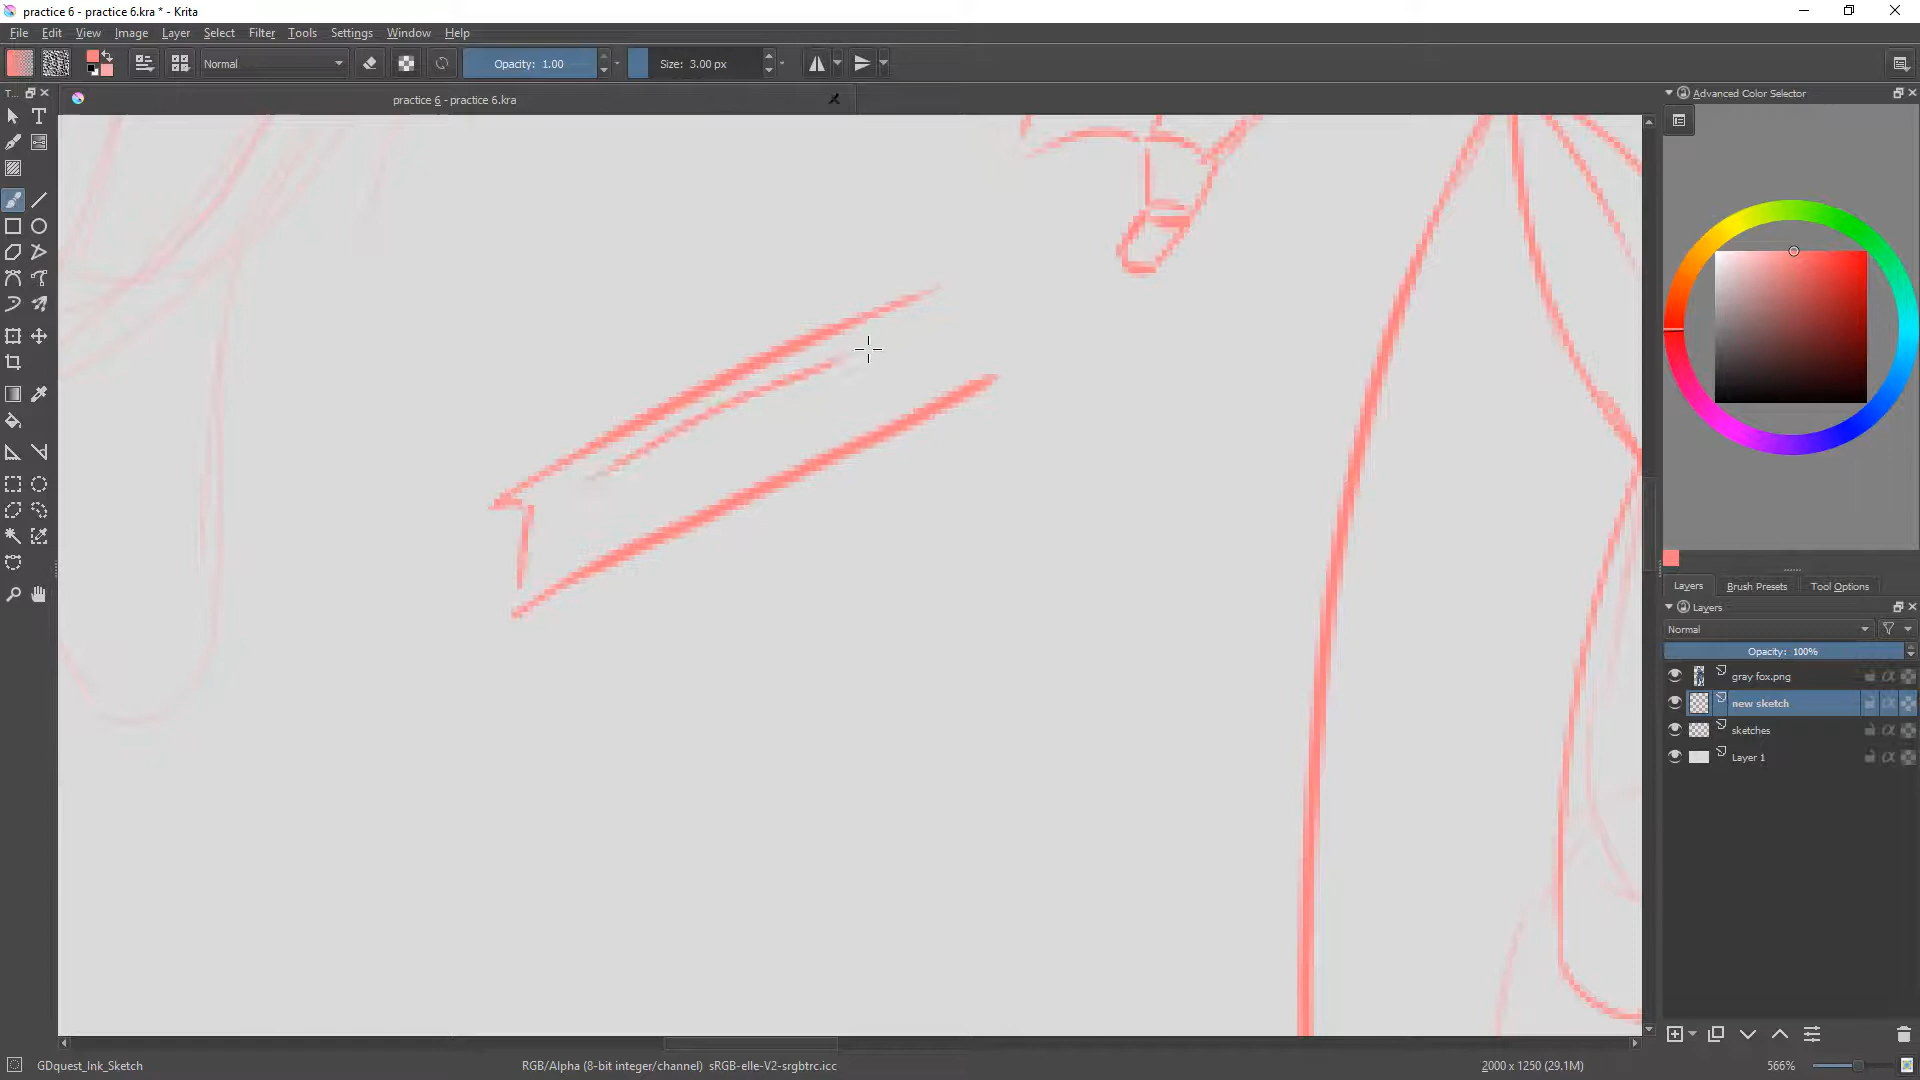 practice 6 - practice 6.kra * - Krita
File Edit View Image Layer Select Filter Tools Settings Window Help
Normal
Opacity: 1.00
Size: 3.00 px
T...
practice 6 - practice 6.kra
Advanced Color Selector
Layers Brush Presets Tool Options
Layers
Normal
Opacity: 100%
gray fox.png
new sketch
sketches
Layer 1
GDquest_Ink_Sketch
RGB/Alpha (8-bit integer/channel) sRGB-elle-V2-srgbtrc.icc
2000 x 1250 (29.1M)
566%